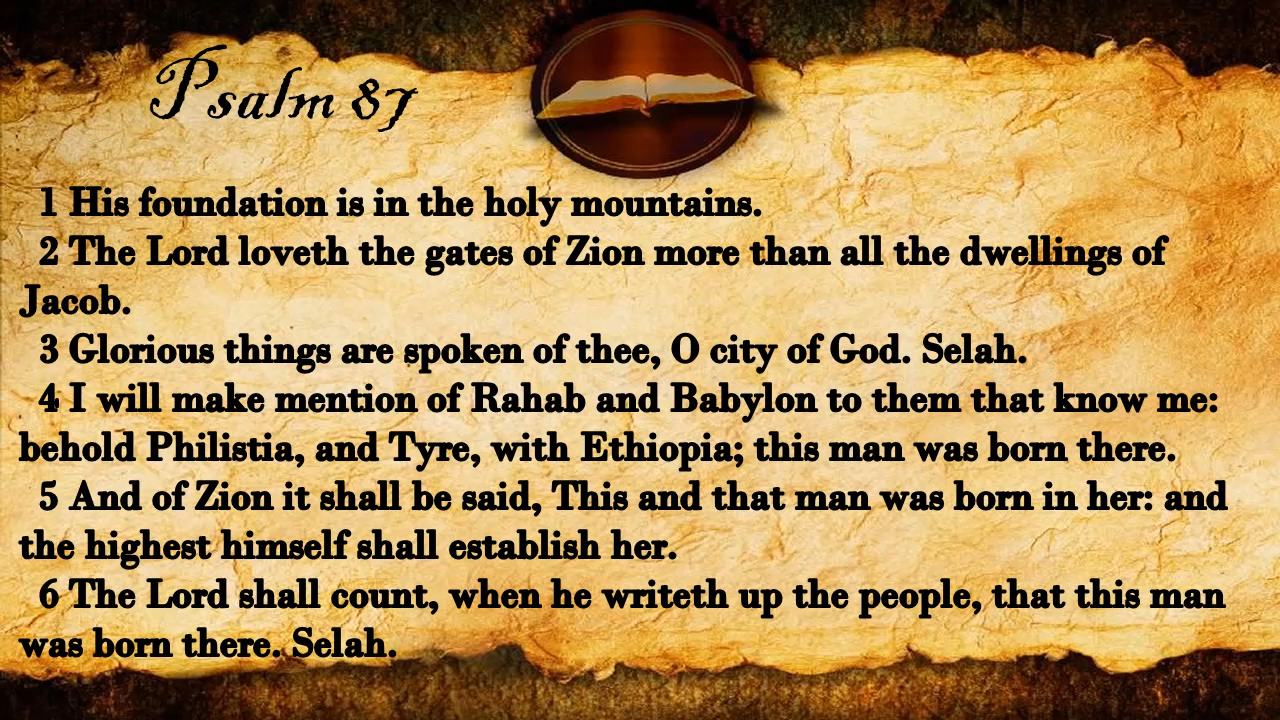 Psalm 87
1 His foundation is in the holy mountains.
2 The Lord loveth the gates of Zion more than all the dwellings of
Jacob.
3 Glorious things are spoken of thee, O city of God. Selah.
4 I will make mention of Rahab and Babylon to them that know me:
behold Philistia, and Tyre, with Ethiopia; this man was born there.
5 And of Zion it shall be said, This and that man was born in her: and
the highest himself shall establish her.
6 The Lord shall count, when he writeth up the people, that this man
was born there. Selah.